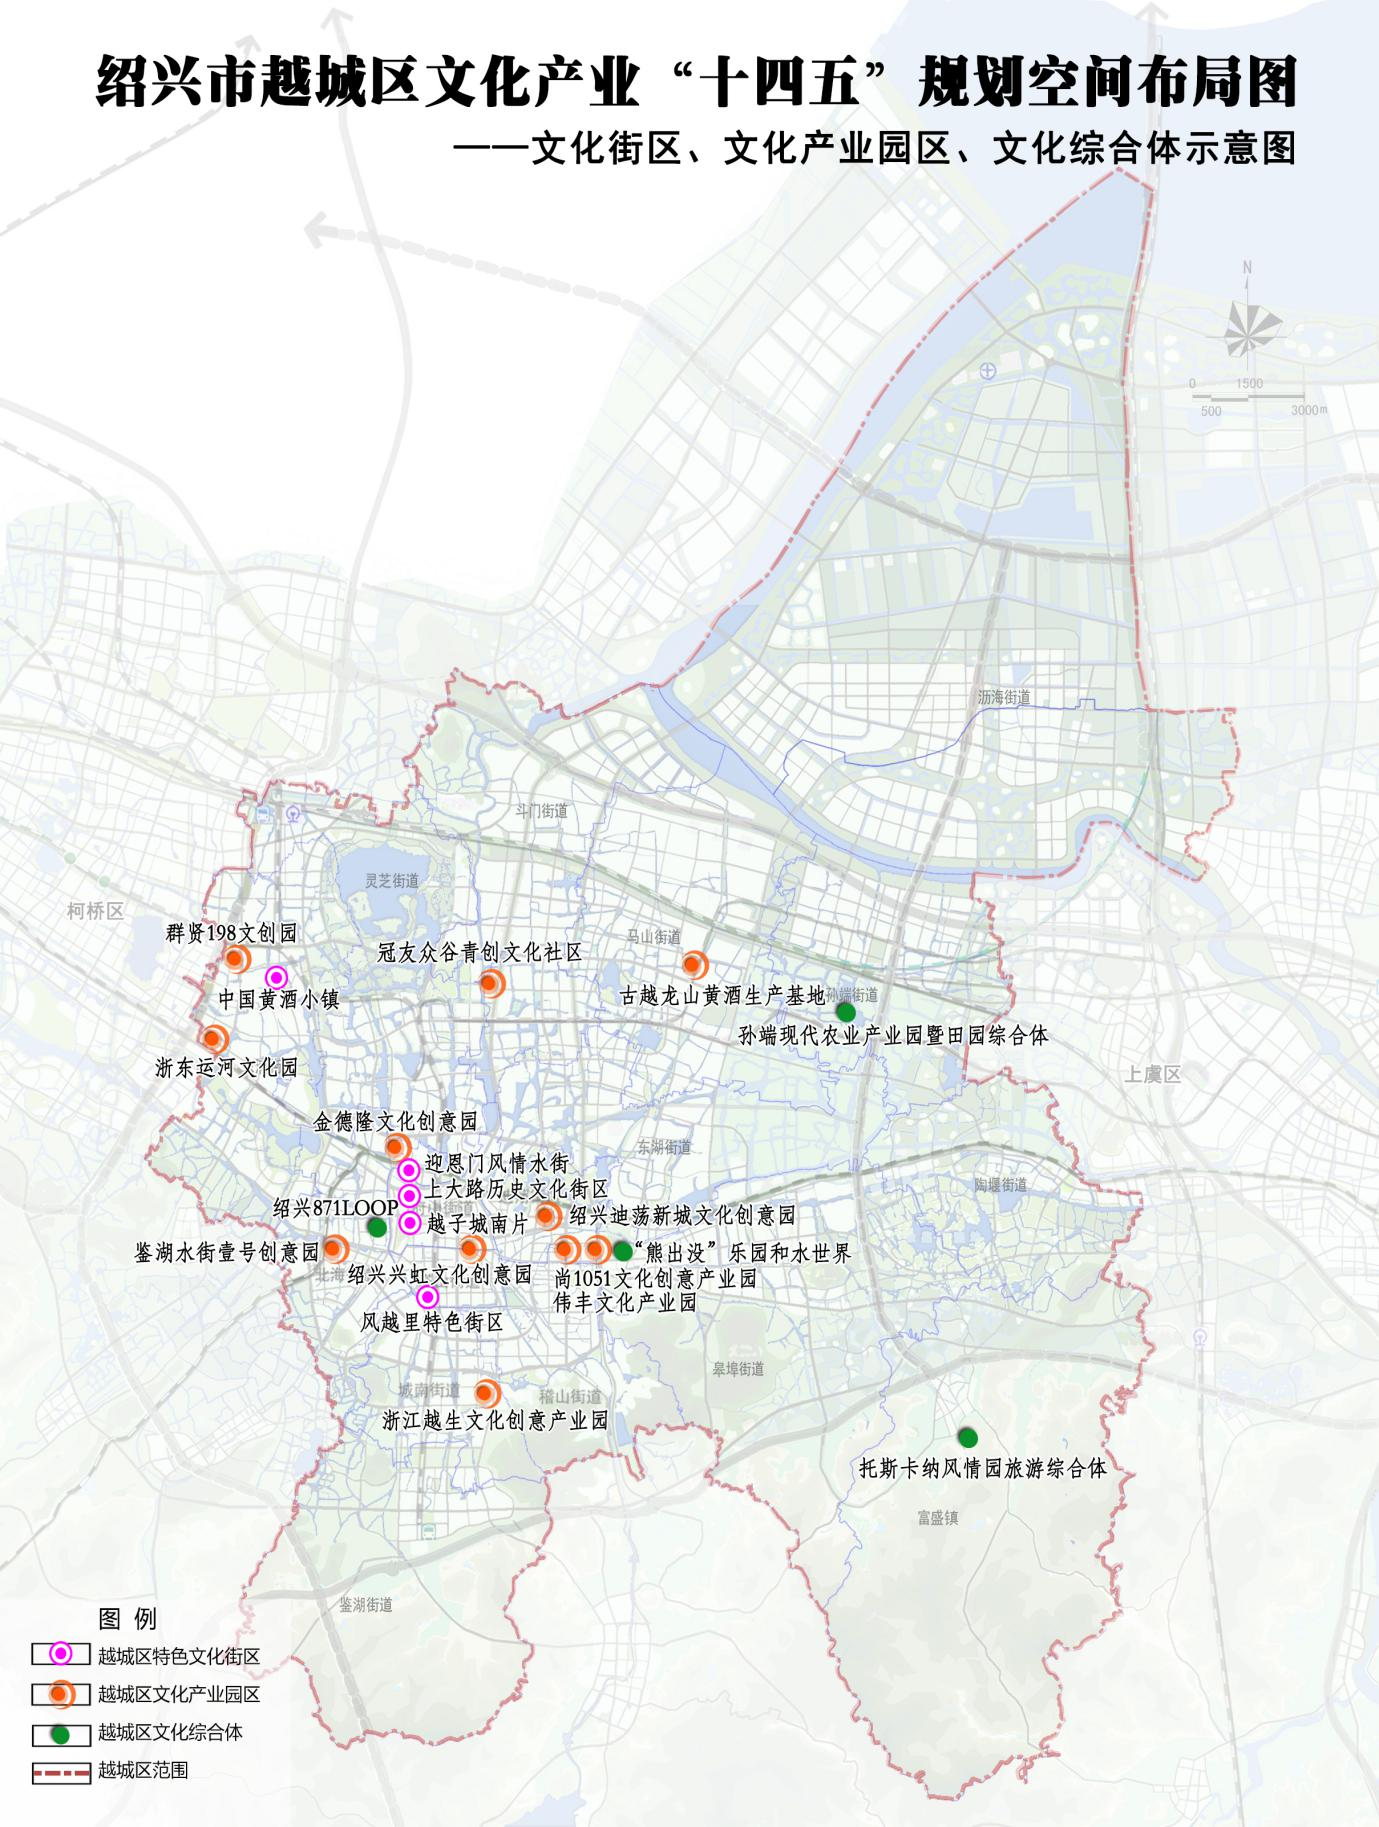 绍兴市越城区文化产业“十四五”规划空间布局图
——文化街区、文化产业园区、文化综合体示意图
N
0 1500
500 3000m
沥海街道
斗门街道
灵芝街道
柯桥区
群贤198文创园
马山街道
冠友众谷青创文化社区
中国黄酒小镇
古越龙山黄酒生产基地
孙端街道
孙端现代农业产业园暨田园综合体
浙东运河文化园
上虞区
金德隆文化创意园
东湖街道
迎恩门风情水街
陶堰街道
上大路历史文化街区
绍兴871LOOP
越子城南片
绍兴迪荡新城文化创意园
鉴湖水街壹号创意园
“熊出没”乐园和水世界
北海
绍兴兴虹文化创意园
尚1051文化创意产业园
伟丰文化产业园
风越里特色街区
皋埠街道
城南街道
稽山街道
浙江越生文化创意产业园
托斯卡纳风情园旅游综合体
富盛镇
鉴湖街道
图例
越城区特色文化街区
越城区文化产业园区
越城区文化综合体
越城区范围